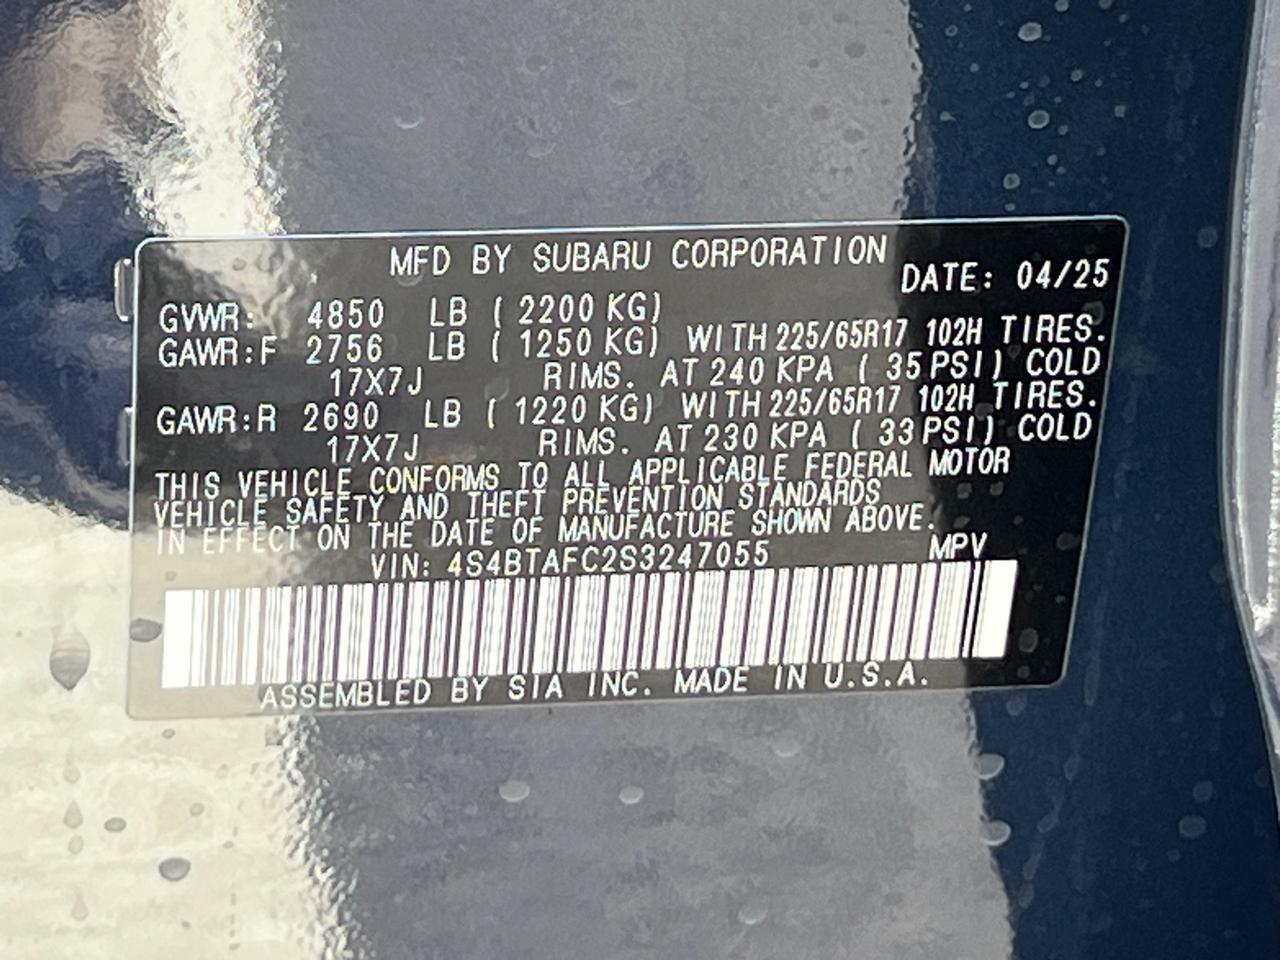 MFD BY SUBARU CORPORATION
DATE: 04/25
GVWR: 4850 LB ( 2200 KG)
GAWR:F 2756 LB ( 1250 KG) WITH 225/65R17 102H TIRES.
17X7J RIMS. AT 240 KPA ( 35 PSI) COLD
GAWR:R 2690 LB ( 1220 KG) WITH 225/65R17 102H TIRES.
17X7J RIMS. AT 230 KPA ( 33 PSI) COLD
THIS VEHICLE CONFORMS TO ALL APPLICABLE FEDERAL MOTOR
VEHICLE SAFETY AND THEFT PREVENTION STANDARDS
IN EFFECT ON THE DATE OF MANUFACTURE SHOWN ABOVE.
VIN: 4S4BTAFC2S3247055 MPV
ASSEMBLED BY SIA INC. MADE IN U.S.A.